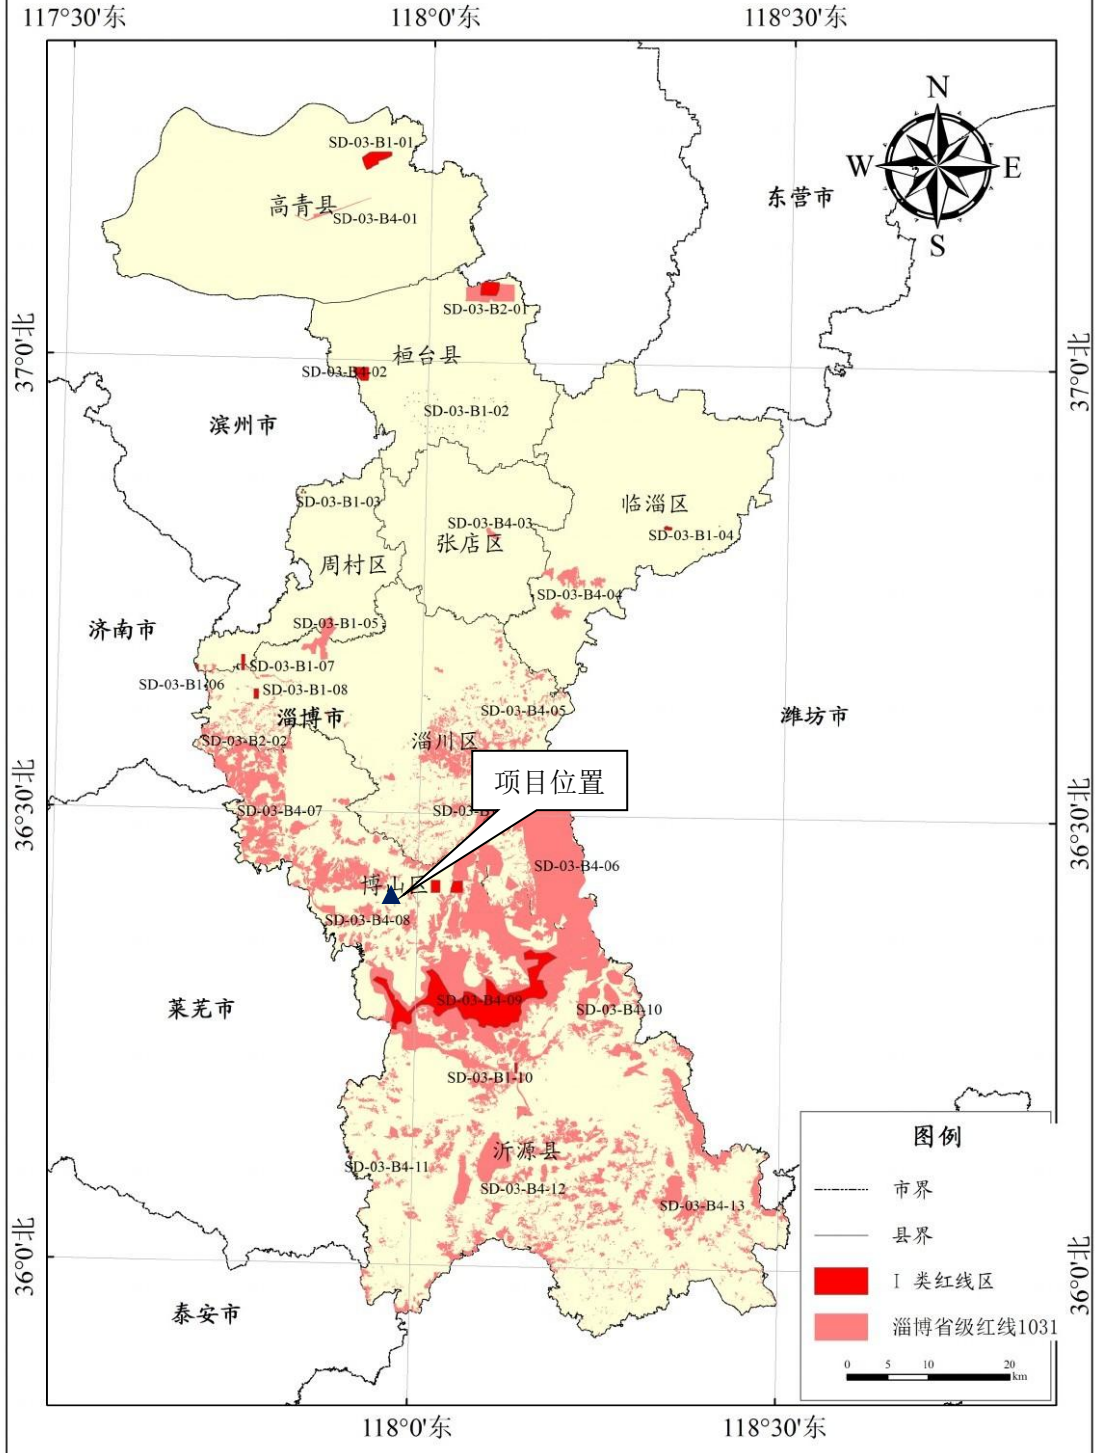 117°30'东
118°0'东
118°30'东
N
W
E
S
SD-03-B1-01
高青县
SD-03-B4-01
东营市
SD-03-B2-01
37°0'北
37°0'北
桓台县
SD-03-B4-02
SD-03-B1-02
滨州市
SD-03-B1-03
临淄区
SD-03-B4-03
张店区
SD-03-B1-04
周村区
SD-03-B4-04
济南市
SD-03-B1-05
SD-03-B1-07
SD-03-B1-06
SD-03-B1-08
淄博市
SD-03-B4-05
潍坊市
SD-03-B2-02
淄川区
项目位置
36°30'北
36°30'北
SD-03-B4-07
SD-03-B
SD-03-B4-06
博山区
SD-03-B4-08
SD-03-B4-09
SD-03-B4-10
莱芜市
SD-03-B1-10
沂源县
SD-03-B4-11
SD-03-B4-12
SD-03-B4-13
图例
市界
县界
I 类红线区
淄博省级红线1031
0 5 10 20
km
36°0'北
36°0'北
泰安市
118°0'东
118°30'东